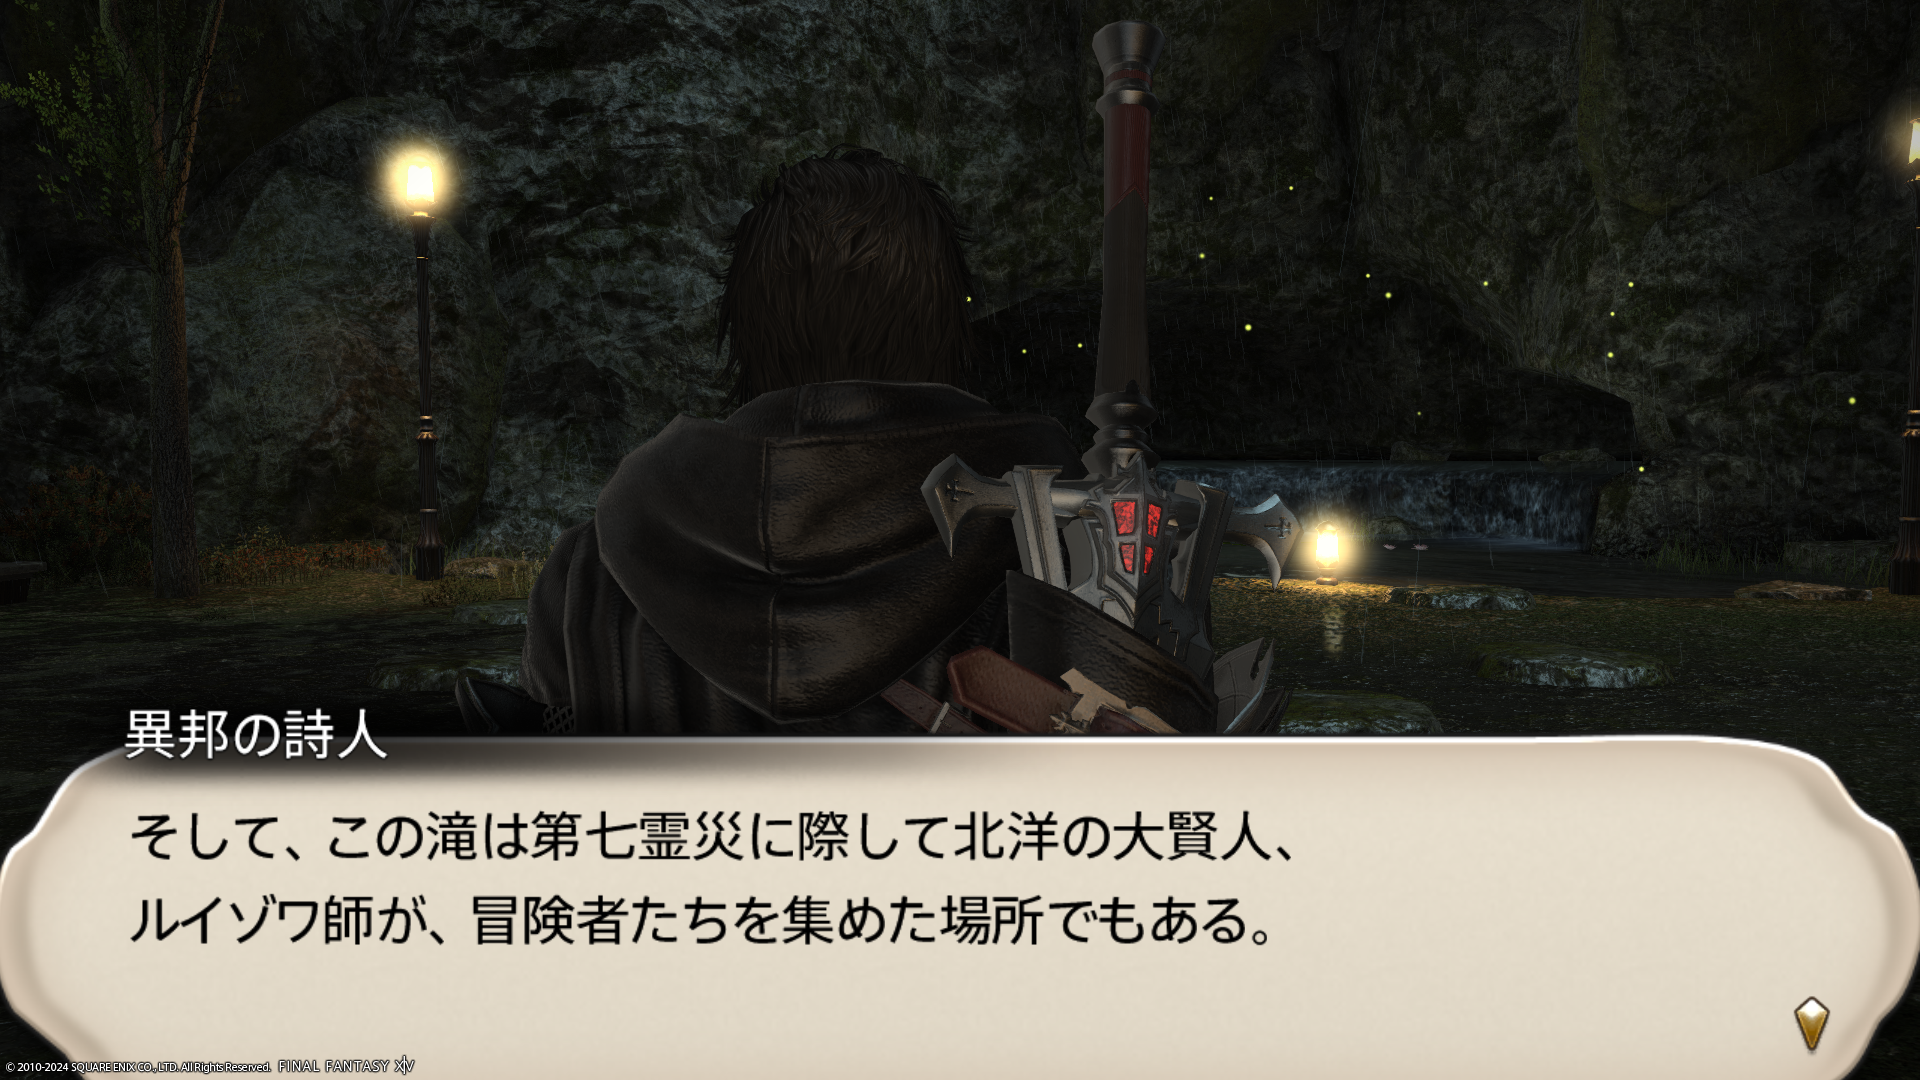 異邦の詩人
そして、この滝は第七霊災に際して北洋の大賢人、
ルイゾワ師が、冒険者たちを集めた場所でもある。
© 2010-2024 SQUARE ENIX CO., LTD. All Rights Reserved. FINAL FANTASY XIV